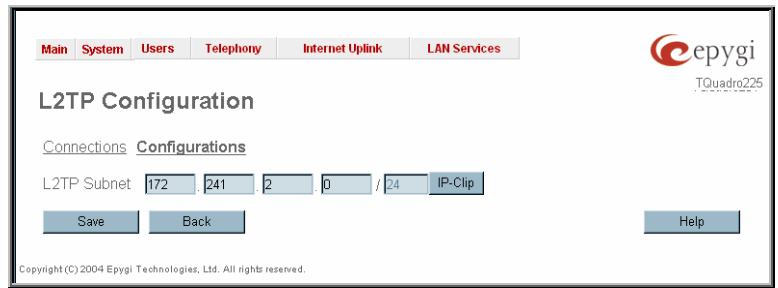 Main System Users Telephony Internet Uplink LAN Services
epygi
TQuadro225
L2TP Configuration
Connections Configurations
L2TP Subnet 172 . 241 . 2 . 0 / 24 IP-Clip
Save Back Help
Copyright (C) 2004 Epygi Technologies, Ltd. All rights reserved.